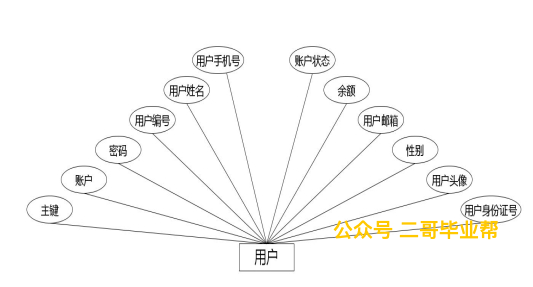 用户手机号
账户状态
用户姓名
余额
用户编号
用户邮箱
密码
性别
账户
用户头像
主键
用户身份证号
公众号 二哥毕业帮
用户